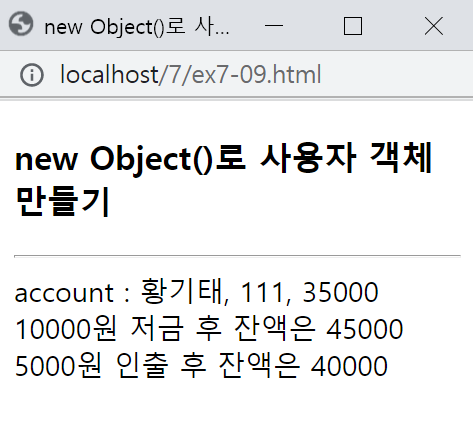 new Object()로 사...
localhost/7/ex7-09.html
new Object()로 사용자 객체
만들기
account : 황기태, 111, 35000
10000원 저금 후 잔액은 45000
5000원 인출 후 잔액은 40000